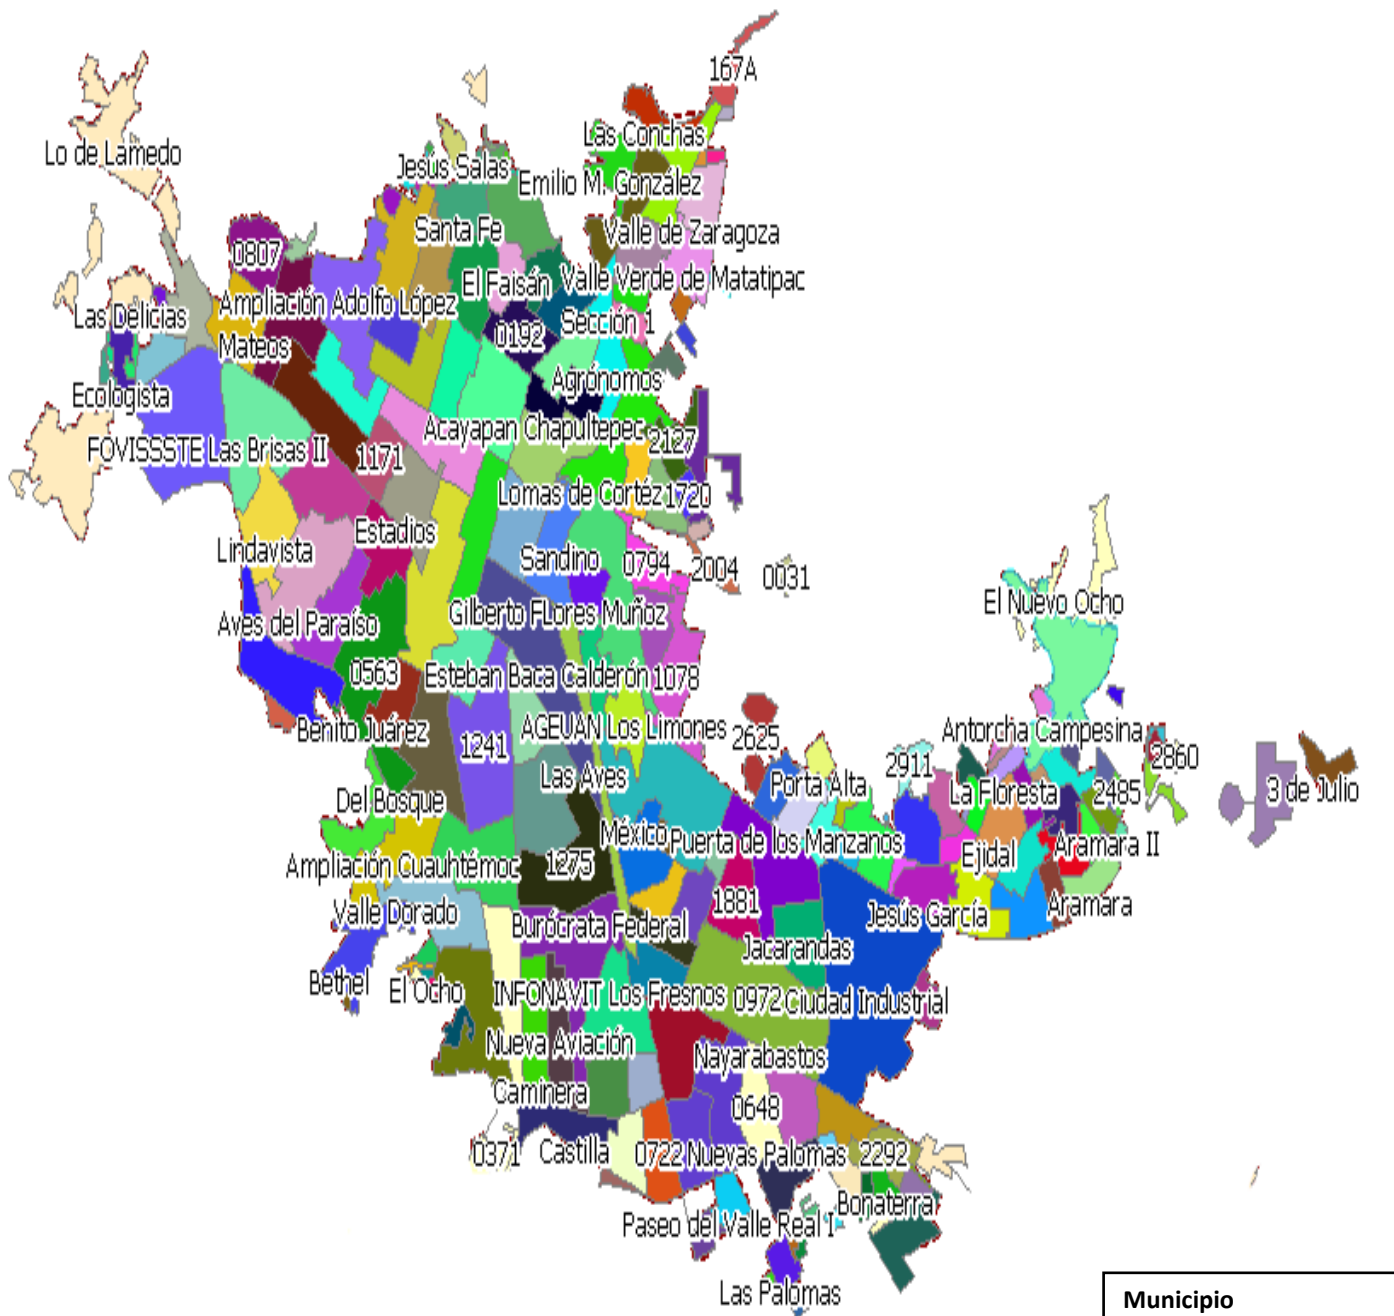 167A
Las Conchas
Lo de Lamedo
Jesús Salas
Emilio M. González
Santa Fe
Valle de Zaragoza
0807
El Faisán
Valle Verde de Matatipac
Ampliación Adolfo López
Mateos
Las Delicias
Sección 1
0192
Agrónomos
Ecologista
Acayapan
Chapultepec
2127
FOVISSSTE Las Brisas II
1171
Lomas de Cortéz
1720
Estadios
Lindavista
Sandino
0794
2004
0031
El Nuevo Ocho
Gilberto FLores Muñoz
Aves del Paraíso
0563
Esteban Baca Calderón
1078
Benito Juárez
1241
AGEUAN Los Limones
2625
Antorcha Campesina
2860
2911
Las Aves
Porta Alta
La Floresta
2485
3 de Julio
Del Bosque
México
Puerta de los Manzanos
Ejidal
Aramara II
Ampliación Cuauhtémoc
1275
1881
Jesús García
Aramara
Valle Dorado
Burócrata Federal
Jacarandas
Bethel
El Ocho
INFONAVIT Los Fresnos
0972
Ciudad Industrial
Nueva Aviación
Nayarabastos
Caminera
0648
0371
Castilla
0722
Nuevas Palomas
2292
Bonaterra
Paseo del Valle Real I
Las Palomas
Municipio